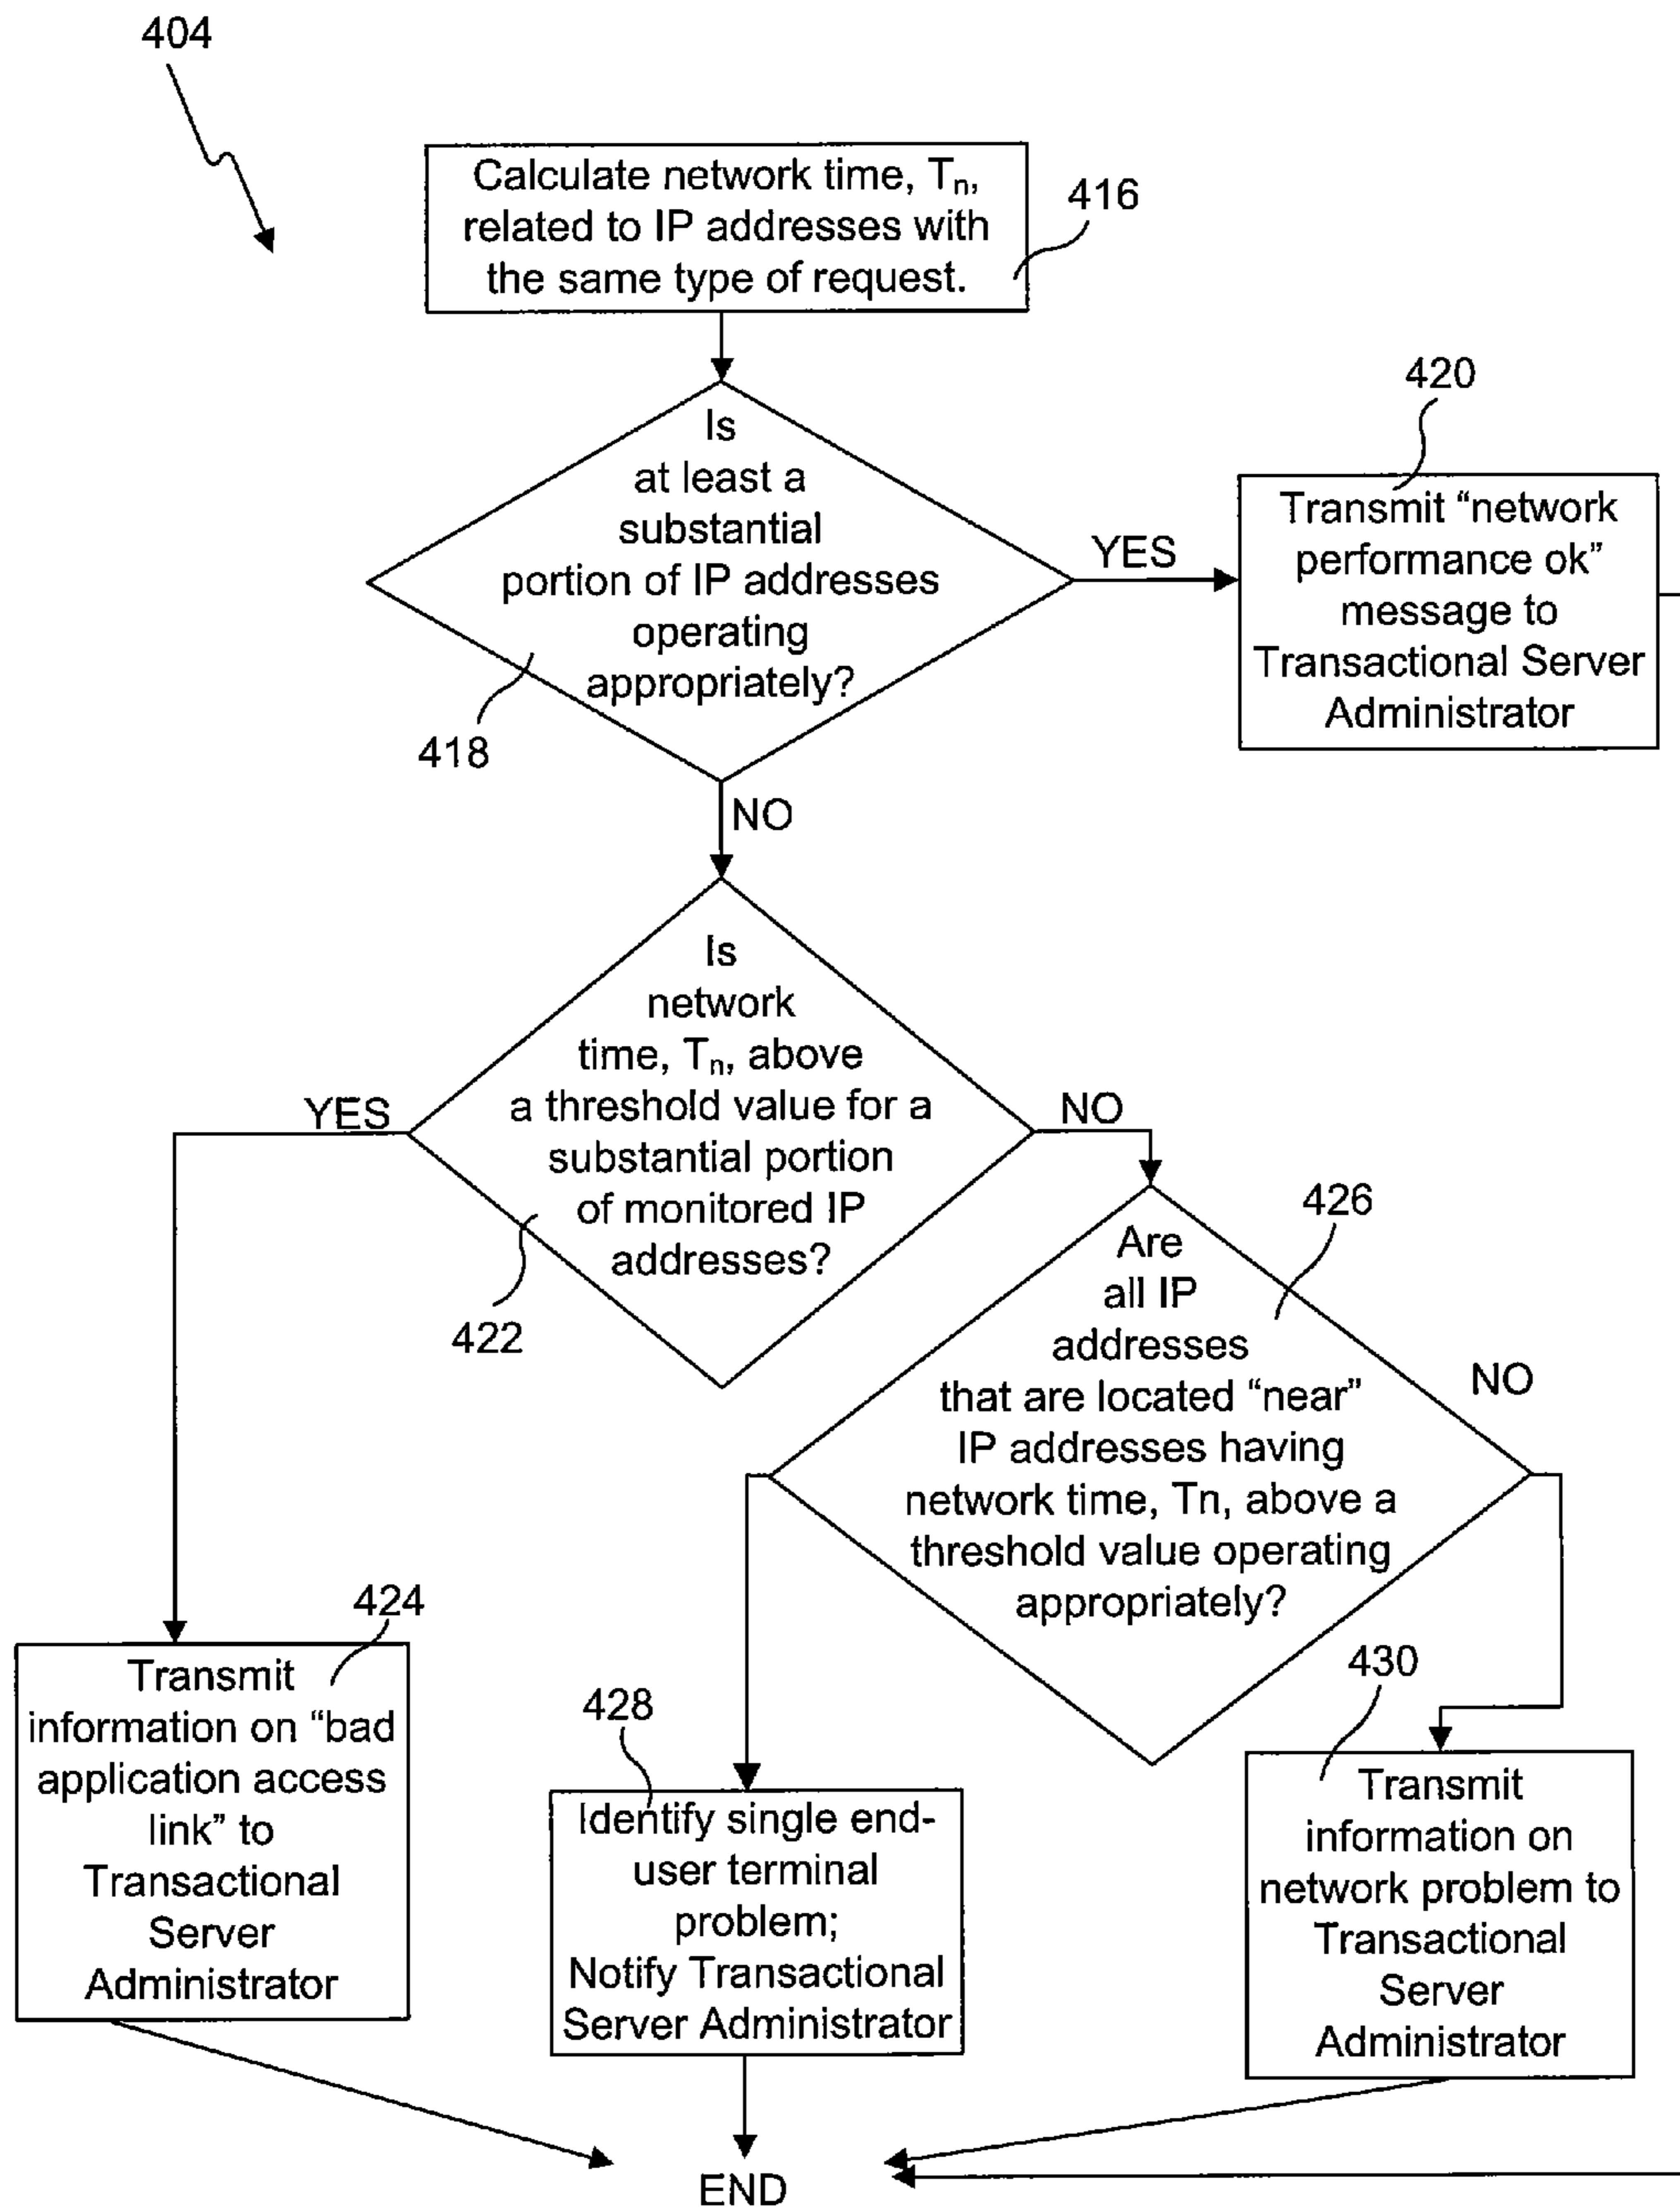 404
Calculate network time, Tn,
related to IP addresses with
the same type of request.
416
Is
at least a
substantial
portion of IP addresses
operating
appropriately?
418
YES
420
Transmit “network
performance ok”
message to
Transactional Server
Administrator
NO
Is
network
time, Tn, above
a threshold value for a
substantial portion
of monitored IP
addresses?
422
YES
NO
426
Are
all IP
addresses
that are located “near”
IP addresses having
network time, Tn, above a
threshold value operating
appropriately?
NO
424
Transmit
information on “bad
application access
link” to
Transactional
Server
Administrator
428
Identify single end-
user terminal
problem;
Notify Transactional
Server Administrator
430
Transmit
information on
network problem to
Transactional
Server
Administrator
END